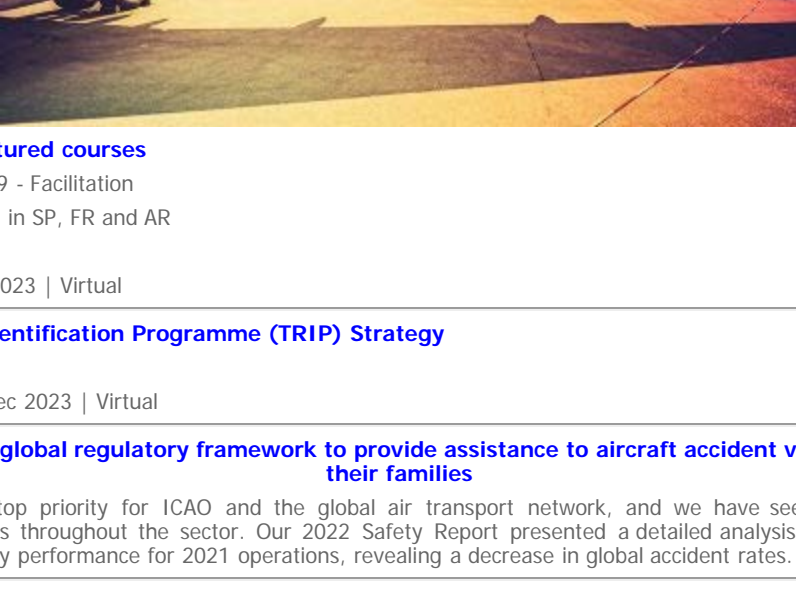 tured courses
9 - Facilitation
in SP, FR and AR
023 | Virtual
entification Programme (TRIP) Strategy
ec 2023 | Virtual
global regulatory framework to provide assistance to aircraft accident v
their families
top priority for ICAO and the global air transport network, and we have see
s throughout the sector. Our 2022 Safety Report presented a detailed analysis
y performance for 2021 operations, revealing a decrease in global accident rates.